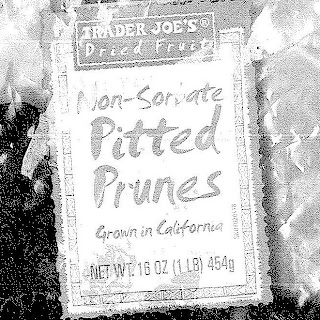 TRADER JOE'S®
Dried Fruit
Non-Sorbate
Pitted
Prunes
Grown in California
NET WT. 16 OZ (1 LB) 454g